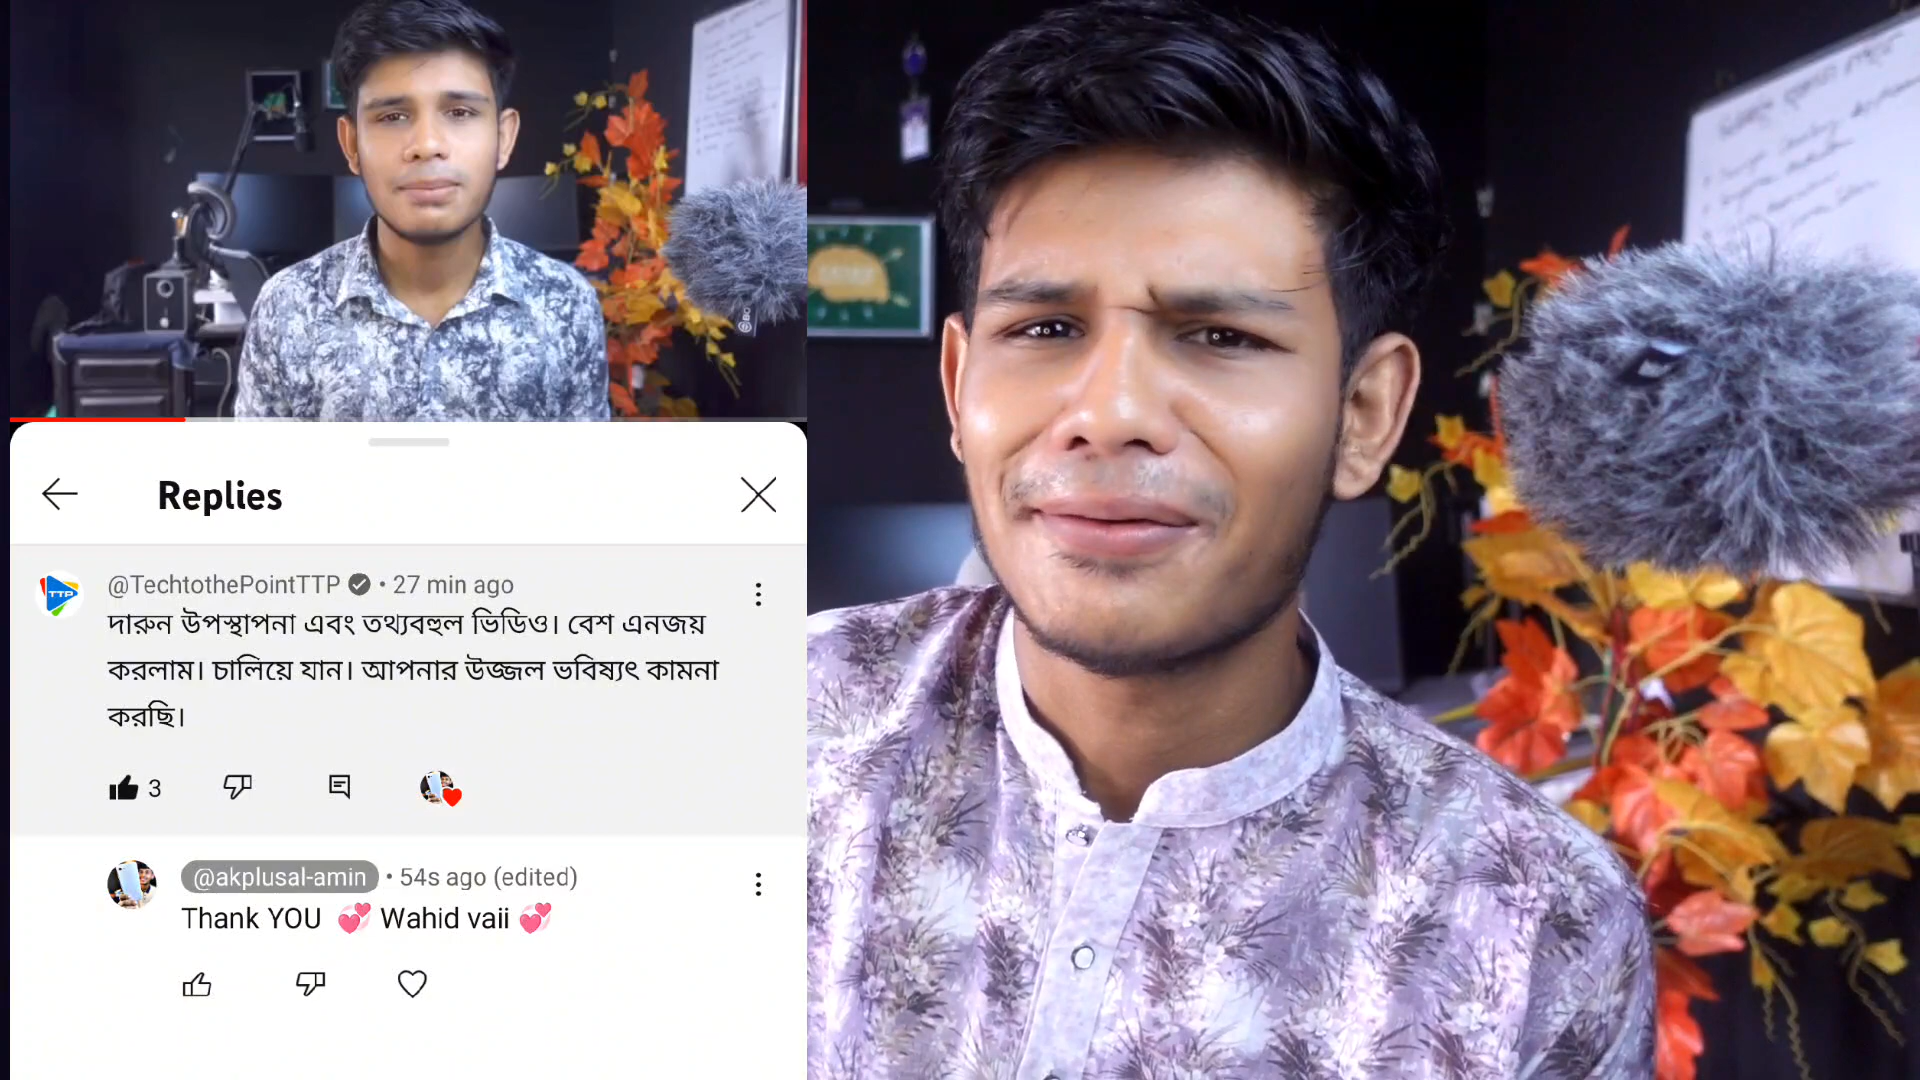 Replies
@TechtothePointTTP • 27 min ago
দারুন উপস্থাপনা এবং তথ্যবহুল ভিডিও। বেশ এনজয়
করলাম। চালিয়ে যান। আপনার উজ্জল ভবিষ্যৎ কামনা
করছি।
TTP
3
@akplusal-amin • 54s ago (edited)
Thank YOU 💞 Wahid vaii 💞